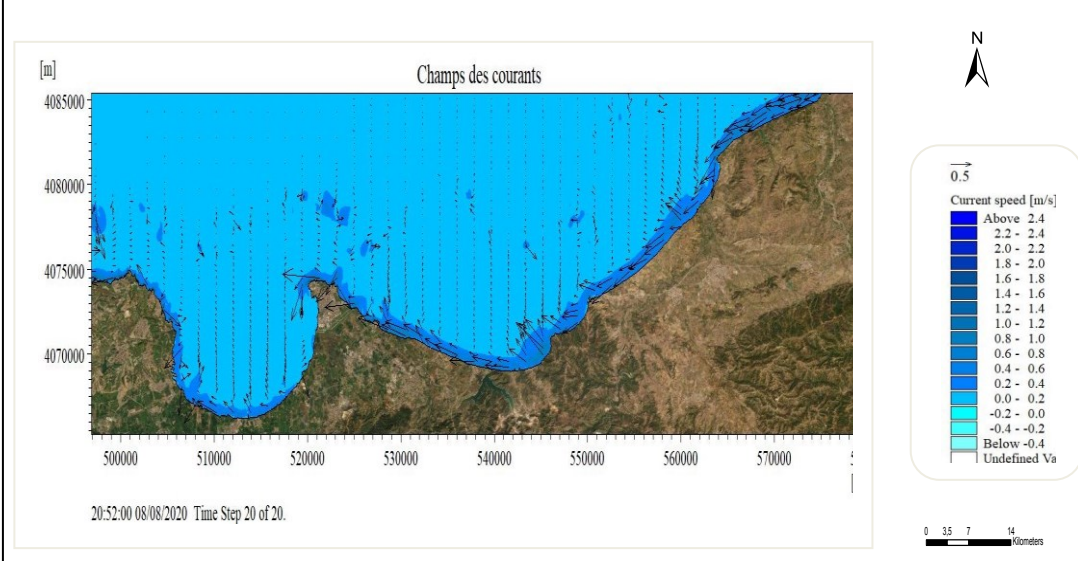 [m]
Champs des courants
4085000
4080000
4075000
4070000
500000 510000 520000 530000 540000 550000 560000 570000 5
20:52:00 08/08/2020 Time Step 20 of 20.
N
0.5
Current speed [m/s]
Above 2.4
2.2 - 2.4
2.0 - 2.2
1.8 - 2.0
1.6 - 1.8
1.4 - 1.6
1.2 - 1.4
1.0 - 1.2
0.8 - 1.0
0.6 - 0.8
0.4 - 0.6
0.2 - 0.4
0.0 - 0.2
-0.2 - 0.0
-0.4 - -0.2
Below -0.4
Undefined Va
0 3,5 7 14
Kilometers